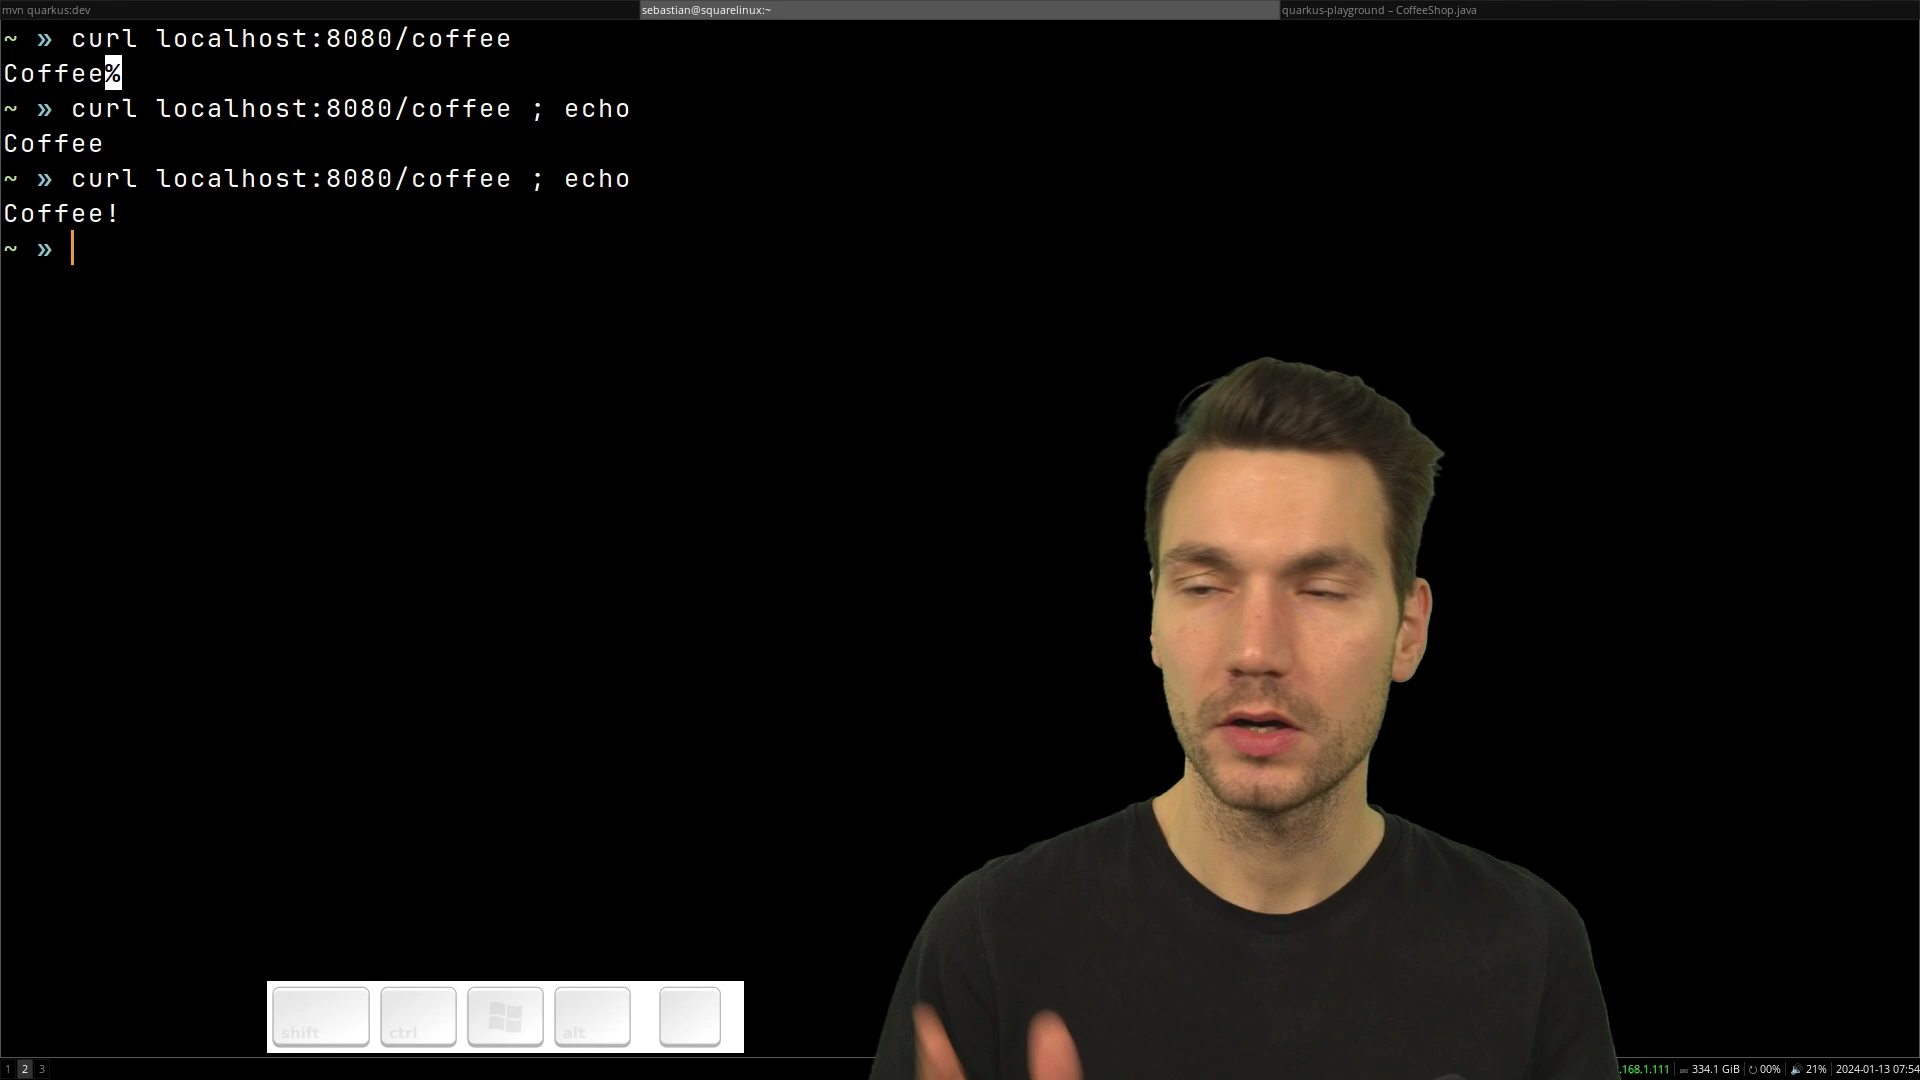 mvn quarkus:dev
sebastian@squarelinux:~
quarkus-playground – CoffeeShop.java
~ » curl localhost:8080/coffee
Coffee%
~ » curl localhost:8080/coffee ; echo
Coffee
~ » curl localhost:8080/coffee ; echo
Coffee!
~ »
shift ctrl alt
1 2 3
.168.1.111 334.1 GiB 00% 21% 2024-01-13 07:54